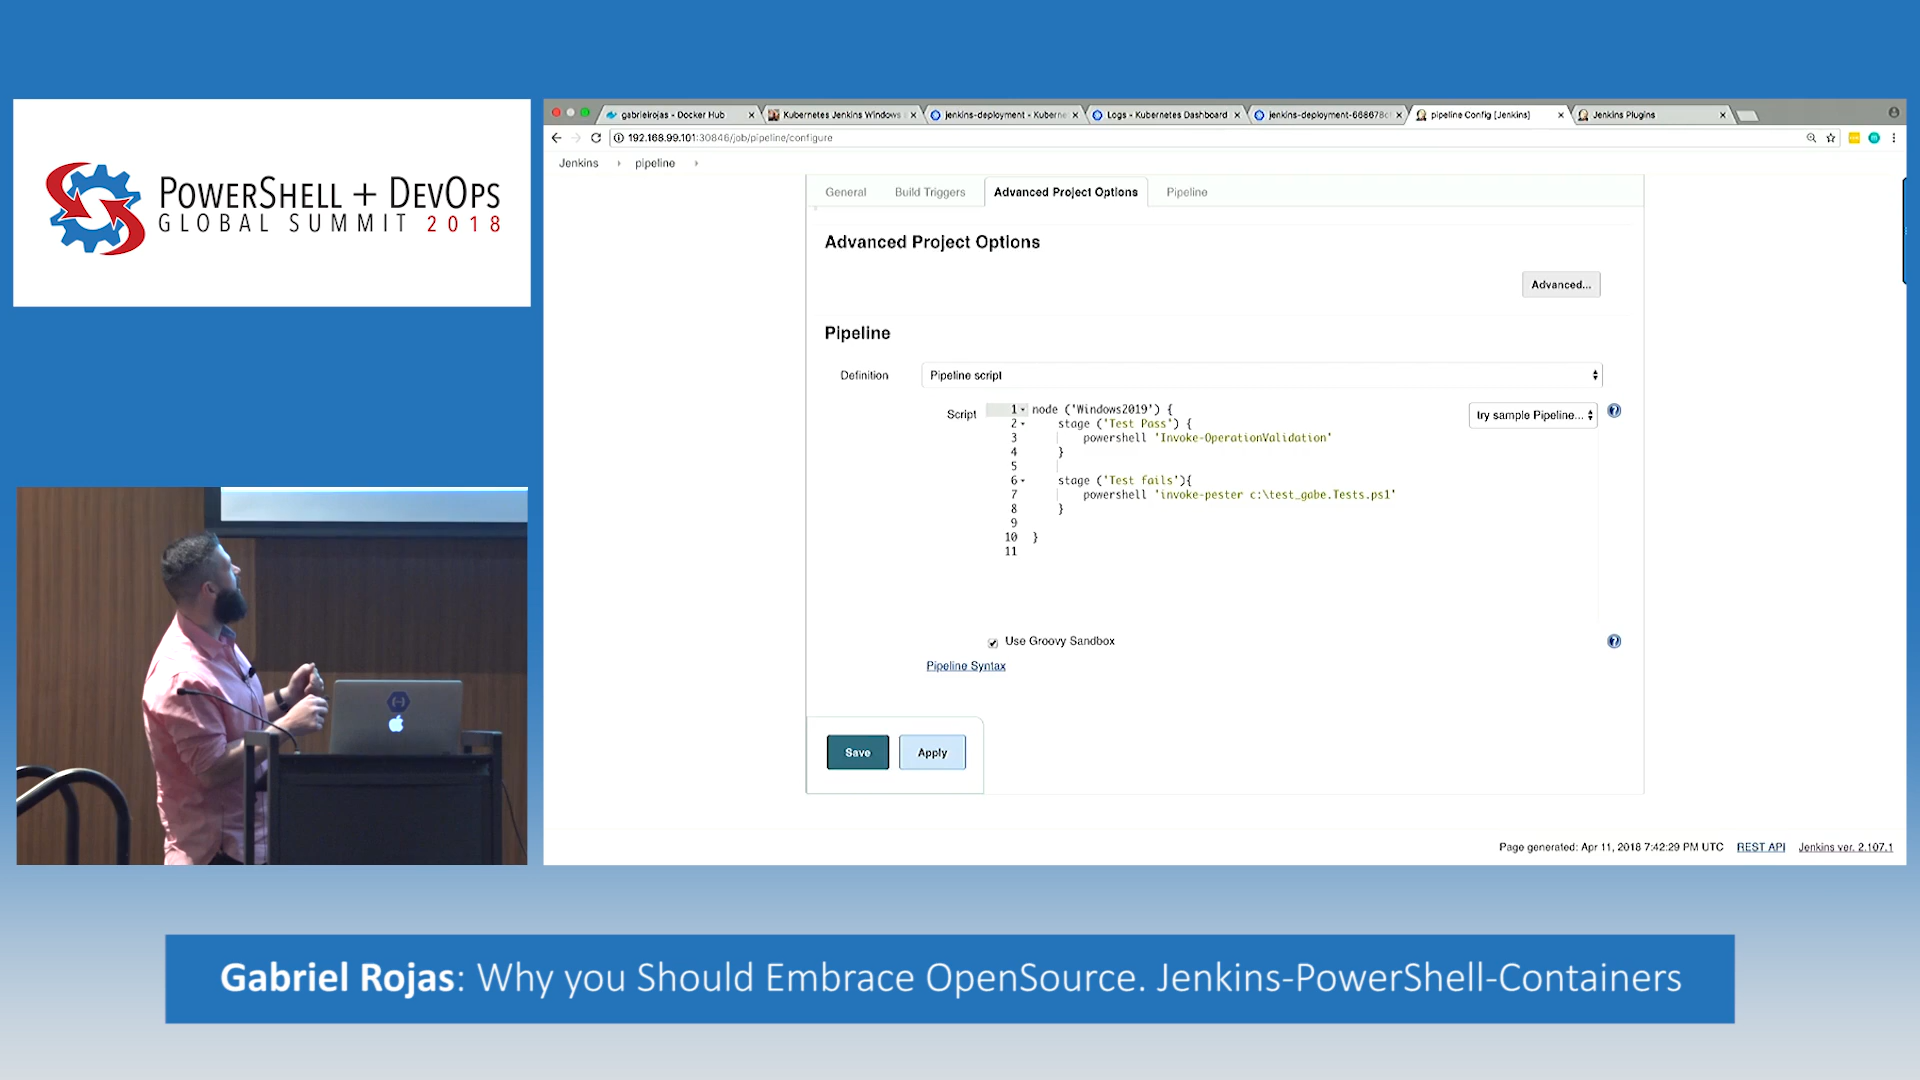 POWERSHELL + DEVOPS
GLOBAL SUMMIT 2018
gabrielrojas - Docker Hub
Kubernetes Jenkins Windows
jenkins-deployment - Kuberne
Logs - Kubernetes Dashboard
jenkins-deployment-668678c
pipeline Config [Jenkins]
Jenkins Plugins
192.168.99.101:30846/job/pipeline/configure
Jenkins
pipeline
General
Build Triggers
Advanced Project Options
Pipeline
Advanced Project Options
Advanced...
Pipeline
Definition
Pipeline script
Script
try sample Pipeline...
1 node ('Windows2019') {
2 stage ('Test Pass') {
3 powershell 'Invoke-OperationValidation'
4 }
5
6 stage ('Test fails'){
7 powershell 'invoke-pester c:\test_gabe.Tests.ps1'
8 }
9
10 }
11
Use Groovy Sandbox
Pipeline Syntax
Save
Apply
Page generated: Apr 11, 2018 7:42:29 PM UTC
REST API
Jenkins ver. 2.107.1
Gabriel Rojas: Why you Should Embrace OpenSource. Jenkins-PowerShell-Containers